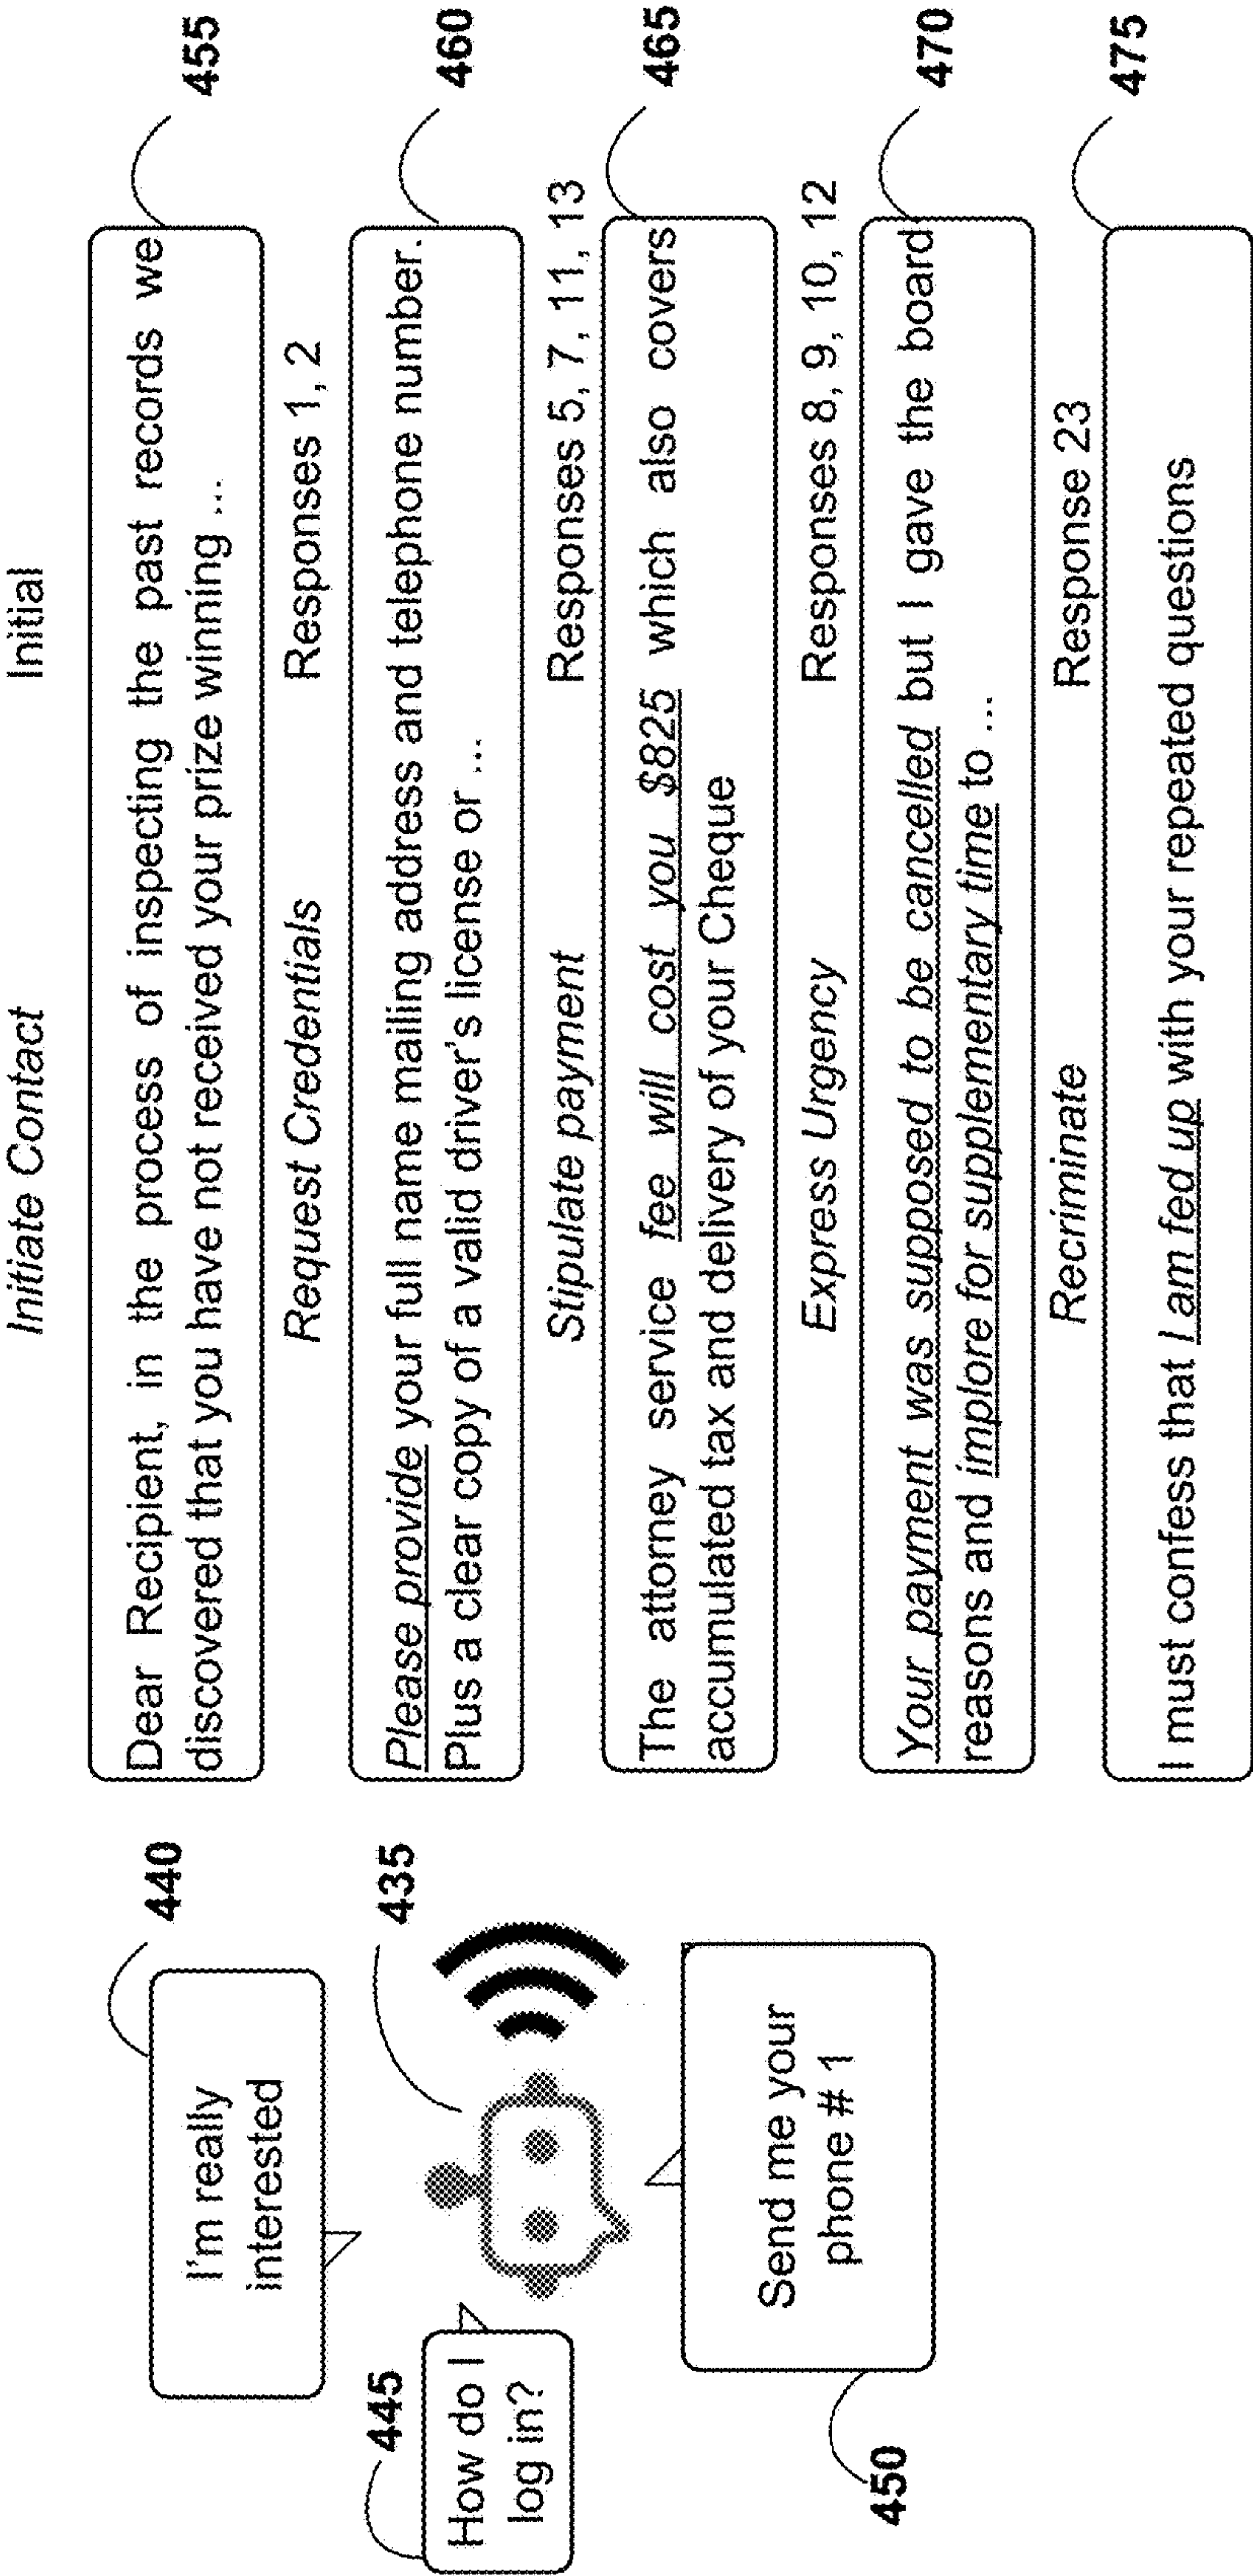 440
I'm really
interested
435
445
How do I
log in?
450
Send me your
phone # 1
Initiate Contact Initial
Dear Recipient, in the process of inspecting the past records we
discovered that you have not received your prize winning ...
455
Request Credentials Responses 1, 2
Please provide your full name mailing address and telephone number.
Plus a clear copy of a valid driver's license or ...
460
Stipulate payment Responses 5, 7, 11, 13
The attorney service fee will cost you $825 which also covers
accumulated tax and delivery of your Cheque
465
Express Urgency Responses 8, 9, 10, 12
Your payment was supposed to be cancelled but I gave the board
reasons and implore for supplementary time to ...
470
Recriminate Response 23
I must confess that I am fed up with your repeated questions
475